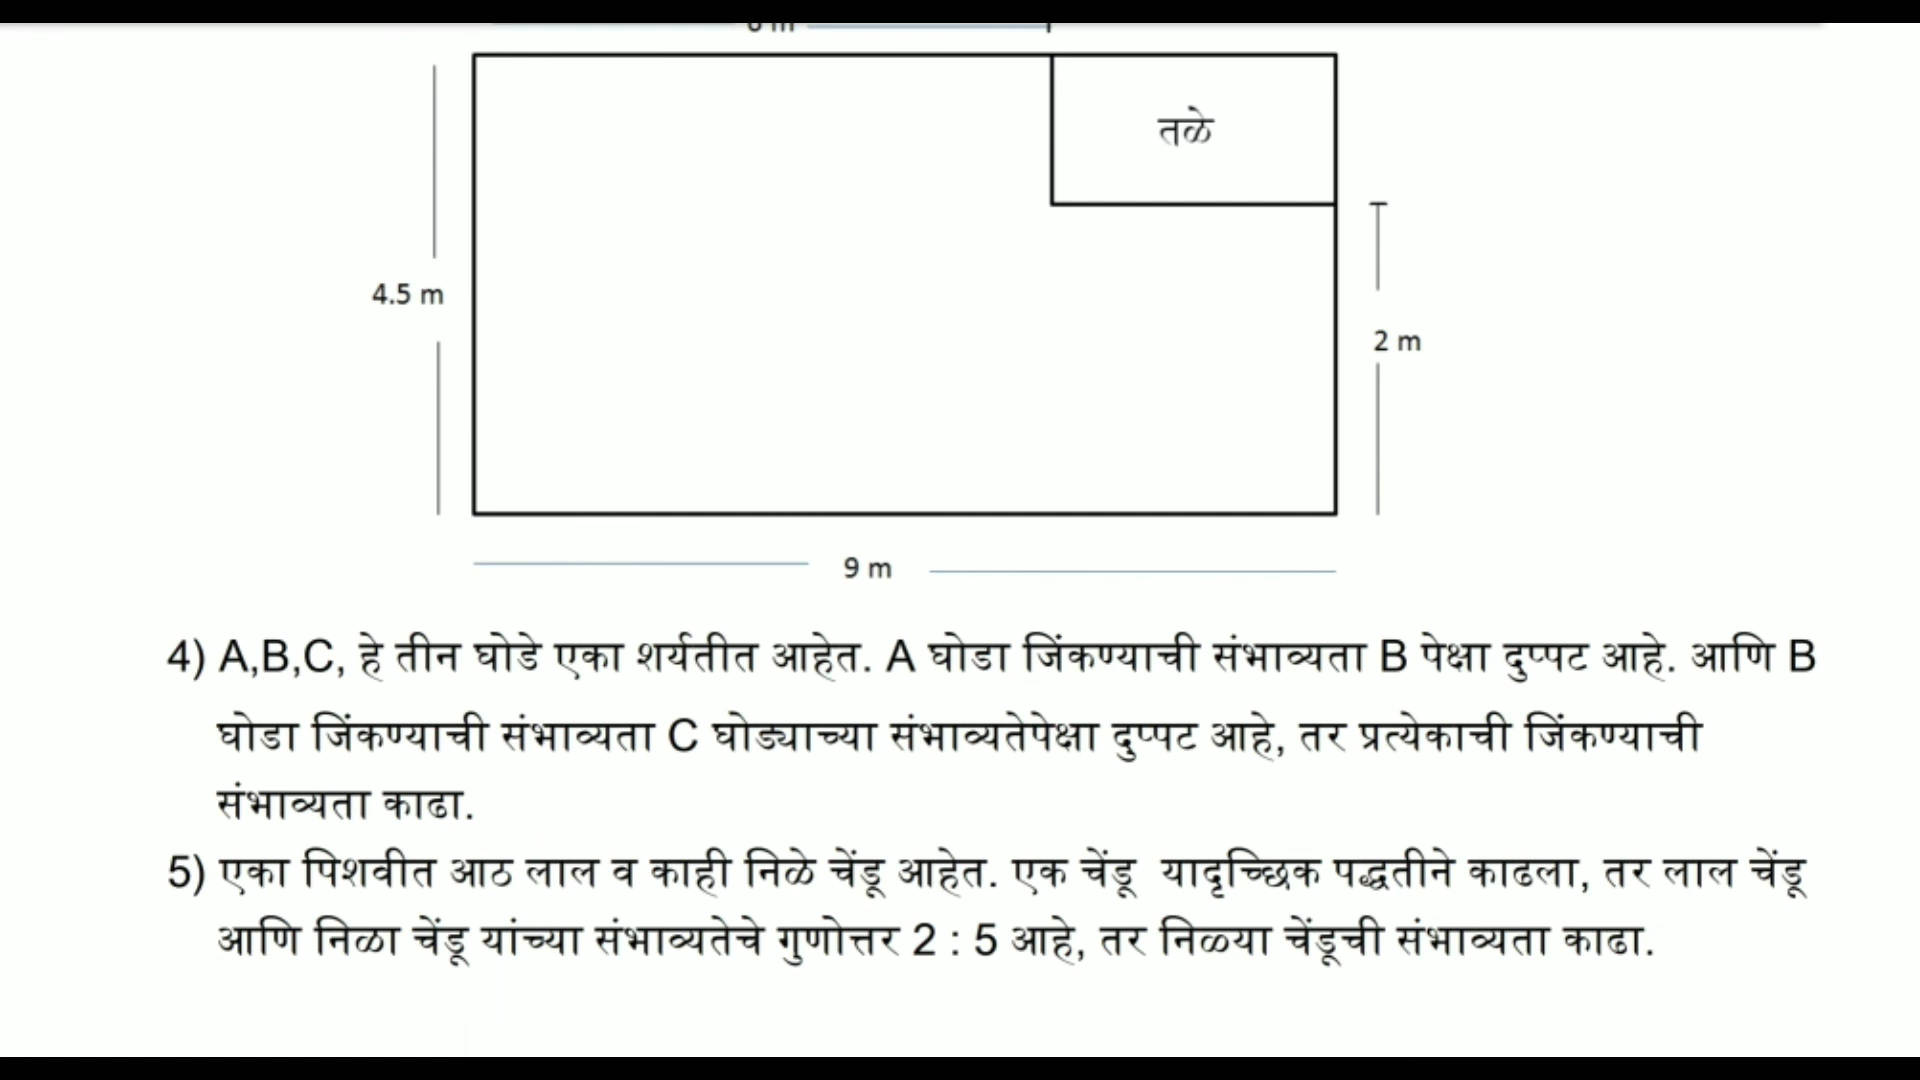 m
तळे
4.5 m
2 m
9 m
4) A,B,C, हे तीन घोडे एका शर्यतीत आहेत. A घोडा जिंकण्याची संभाव्यता B पेक्षा दुप्पट आहे. आणि B
घोडा जिंकण्याची संभाव्यता C घोड्याच्या संभाव्यतेपेक्षा दुप्पट आहे, तर प्रत्येकाची जिंकण्याची
संभाव्यता काढा.
5) एका पिशवीत आठ लाल व काही निळे चेंडू आहेत. एक चेंडू यादृच्छिक पद्धतीने काढला, तर लाल चेंडू
आणि निळा चेंडू यांच्या संभाव्यतेचे गुणोत्तर 2 : 5 आहे, तर निळ्या चेंडूची संभाव्यता काढा.